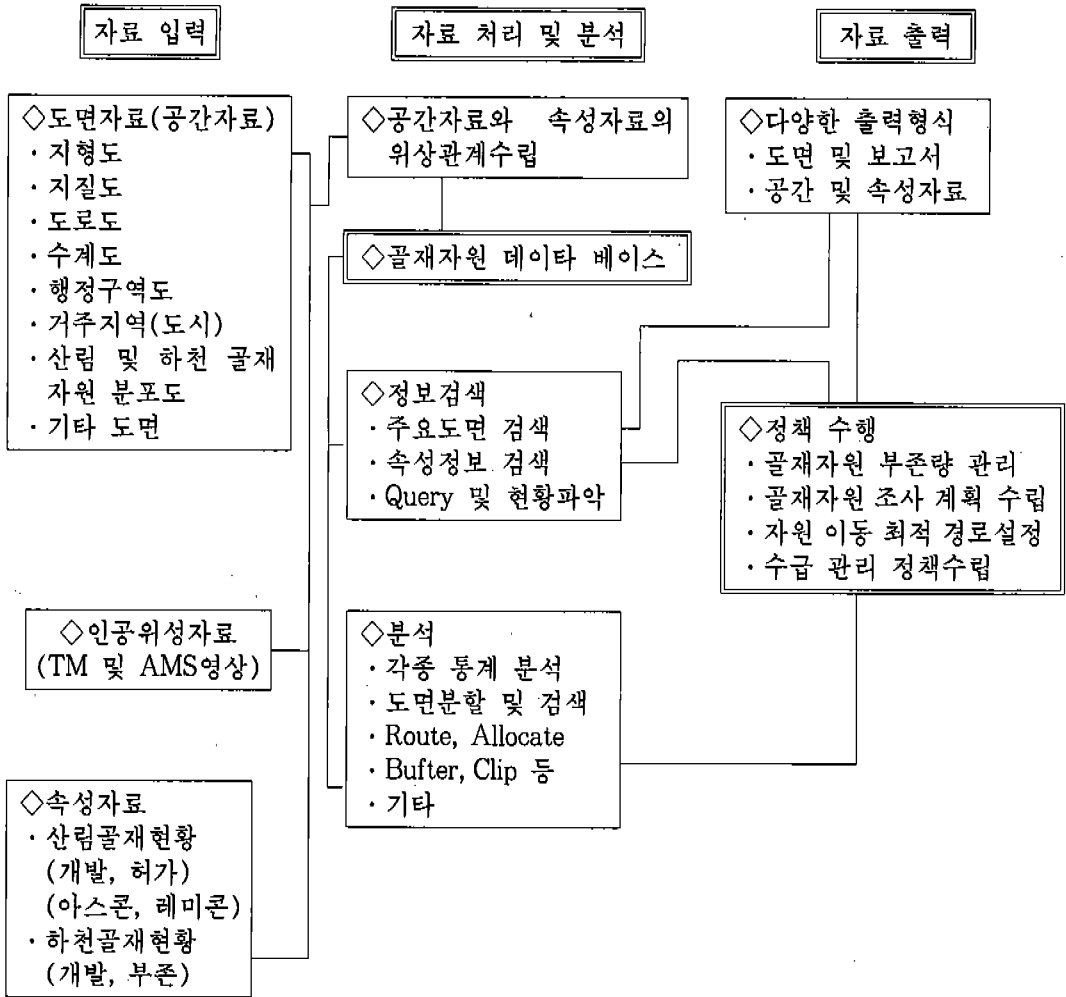 자료 입력
자료 처리 및 분석
자료 출력
◇도면자료(공간자료)
· 지형도
· 지질도
· 도로도
· 수계도
· 행정구역도
· 거주지역(도시)
· 산림 및 하천 골재
자원 분포도
· 기타 도면
◇인공위성자료
(TM 및 AMS영상)
◇속성자료
· 산림골재현황
(개발, 허가)
(아스콘, 레미콘)
· 하천골재현황
(개발, 부존)
◇공간자료와 속성자료의
위상관계수립
◇골재자원 데이타 베이스
◇정보검색
· 주요도면 검색
· 속성정보 검색
· Query 및 현황파악
◇분석
· 각종 통계 분석
· 도면분할 및 검색
· Route, Allocate
· Bufter, Clip 등
· 기타
◇다양한 출력형식
· 도면 및 보고서
· 공간 및 속성자료
◇정책 수행
· 골재자원 부존량 관리
· 골재자원 조사 계획 수립
· 자원 이동 최적 경로설정
· 수급 관리 정책수립